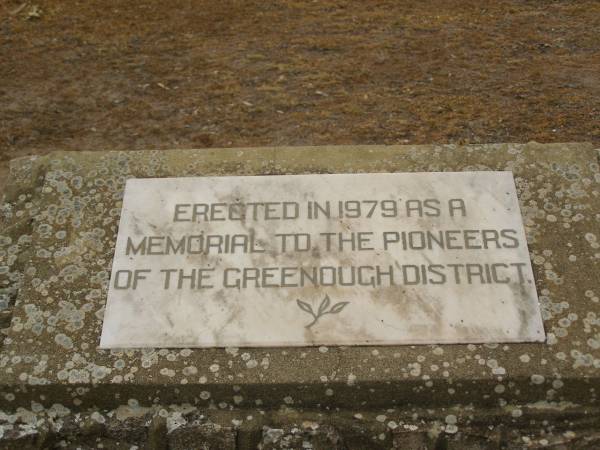 ERECTED IN 1979 AS A
MEMORIAL TO THE PIONEERS
OF THE GREENOUGH DISTRICT.